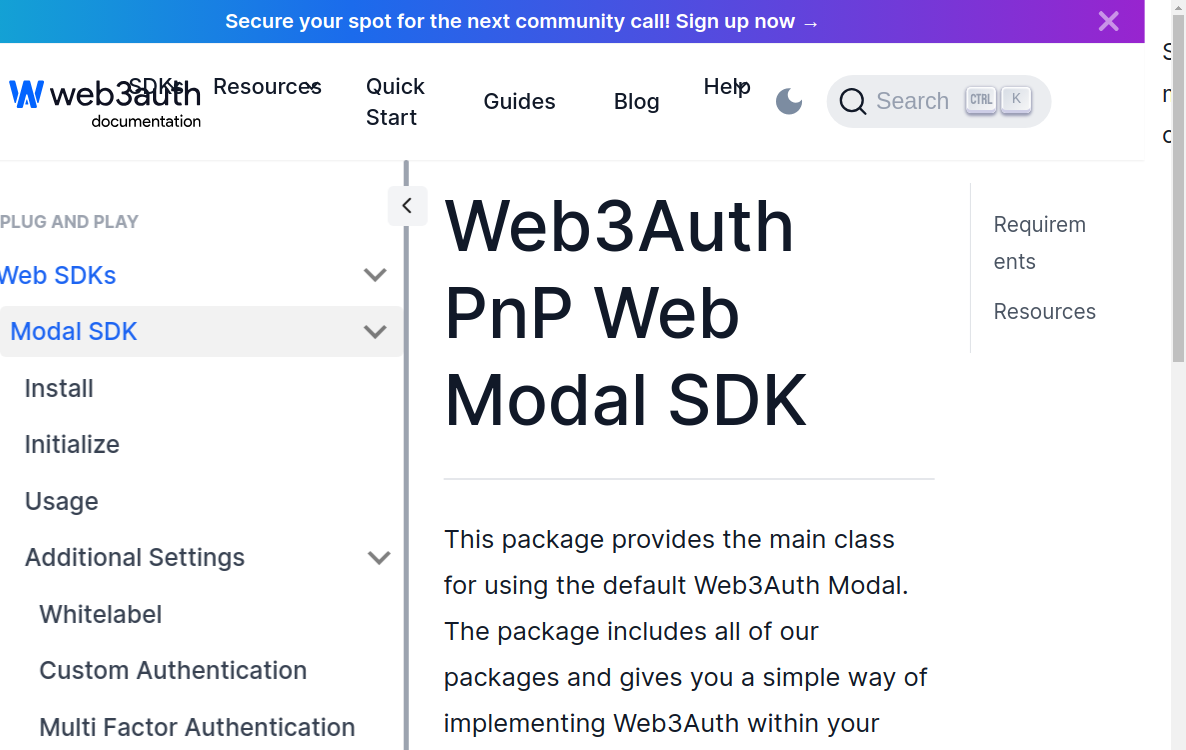 Secure your spot for the next community call! Sign up now →
web3auth
documentation
SDKs
Resources
Quick
Start
Guides
Blog
Help
Search
CTRL
K
PLUG AND PLAY
Web SDKs
Modal SDK
Install
Initialize
Usage
Additional Settings
Whitelabel
Custom Authentication
Multi Factor Authentication
Web3Auth
PnP Web
Modal SDK
This package provides the main class
for using the default Web3Auth Modal.
The package includes all of our
packages and gives you a simple way of
implementing Web3Auth within your
Requirem
ents
Resources